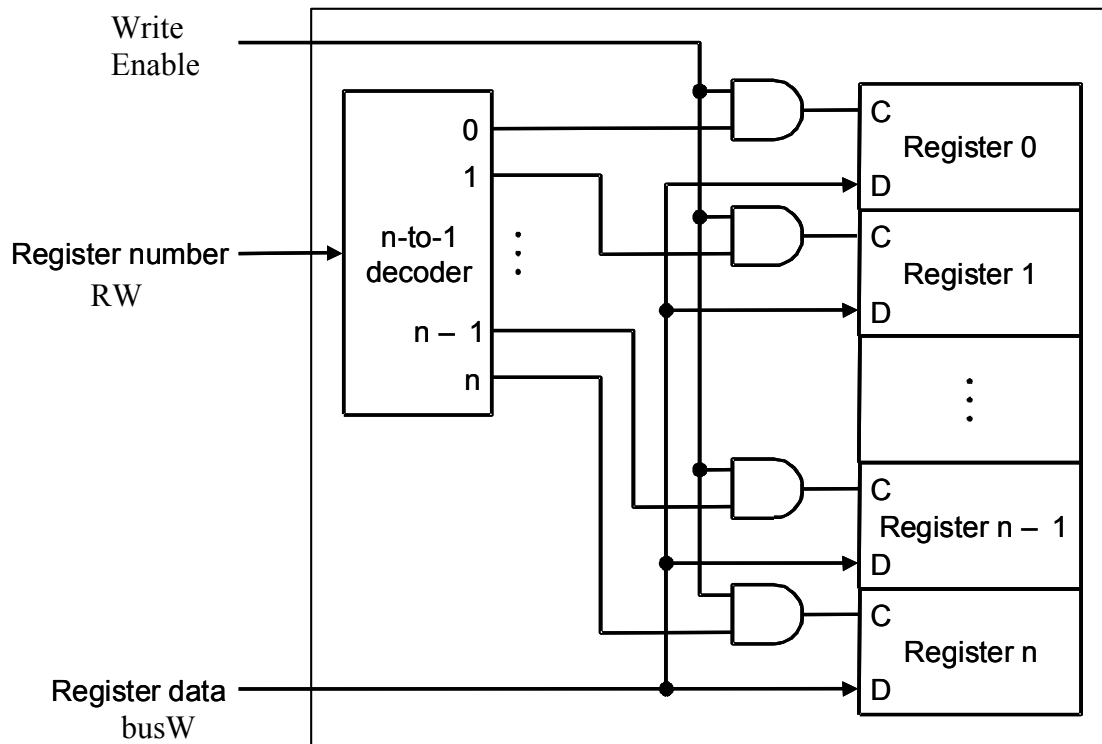 Write
Enable
0
1
n-to-1
decoder
n – 1
n
Register number
RW
Register data
busW
C
Register 0
D
C
Register 1
D
C
Register n – 1
D
C
Register n
D